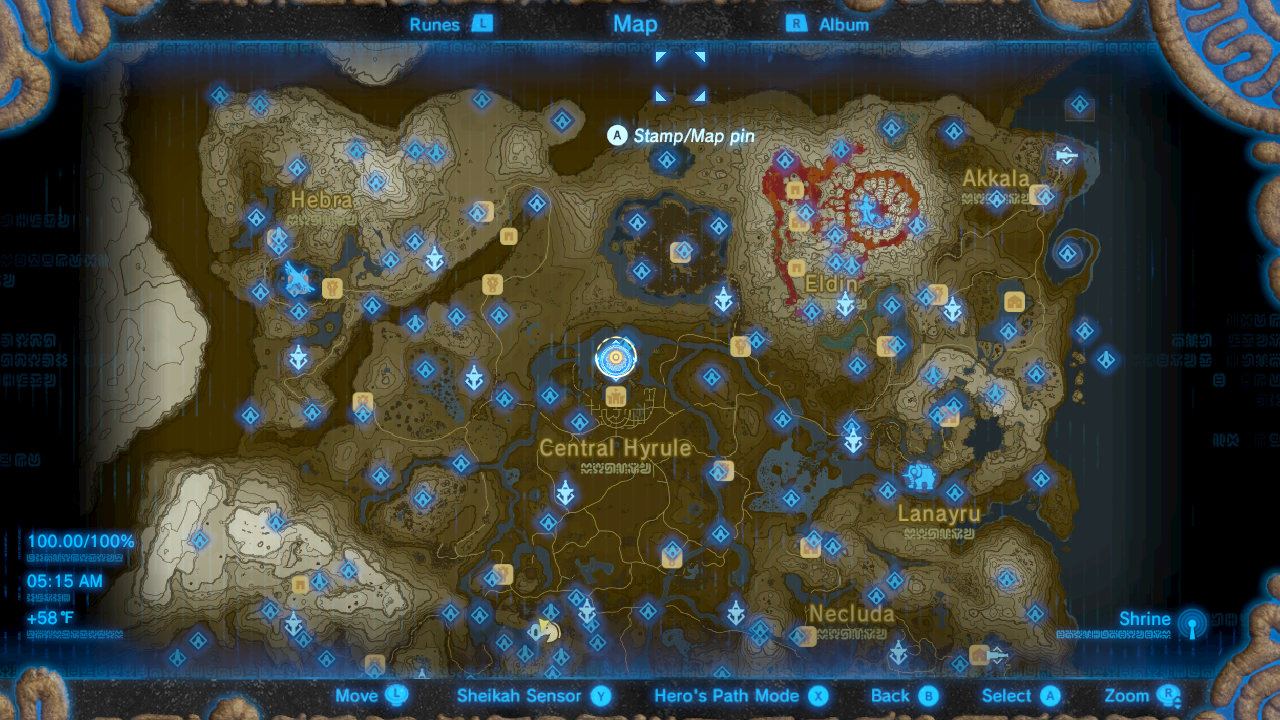 Runes L
Map
R Album
A Stamp/Map pin
Akkala
Hebra
Eldin
Central Hyrule
Lanayru
100.00/100%
05:15 AM
+58°F
Necluda
Shrine
Move L
Sheikah Sensor Y
Hero's Path Mode X
Back B
Select A
Zoom R